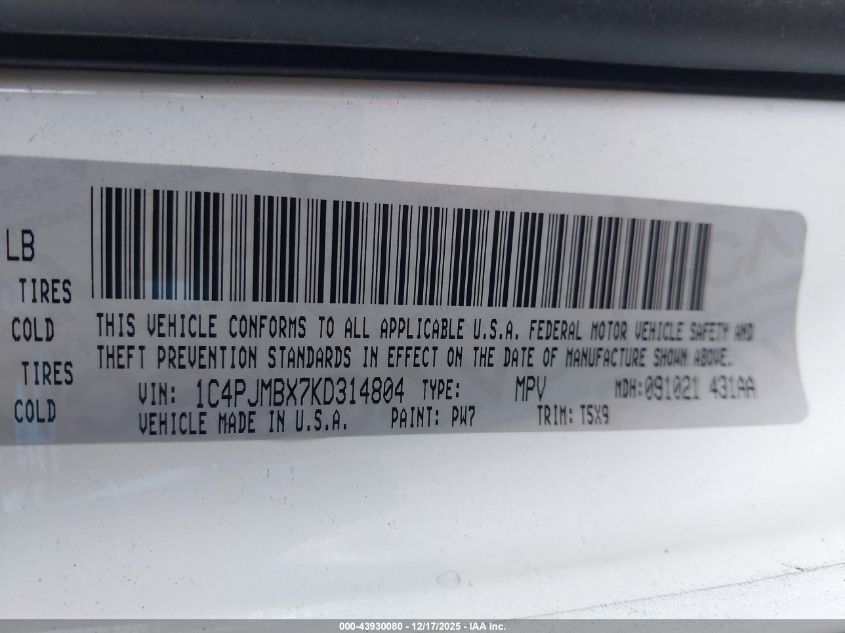 LB
TIRES
COLD
TIRES
COLD
THIS VEHICLE CONFORMS TO ALL APPLICABLE U.S.A. FEDERAL MOTOR VEHICLE SAFETY AND
THEFT PREVENTION STANDARDS IN EFFECT ON THE DATE OF MANUFACTURE SHOWN ABOVE.
VIN: 1C4PJMBX7KD314804 TYPE: MPV MDH:091021 431AA
VEHICLE MADE IN U.S.A. PAINT: PW7 TRIM: T5X9
000-43930080 - 12/17/2025 - IAA Inc.